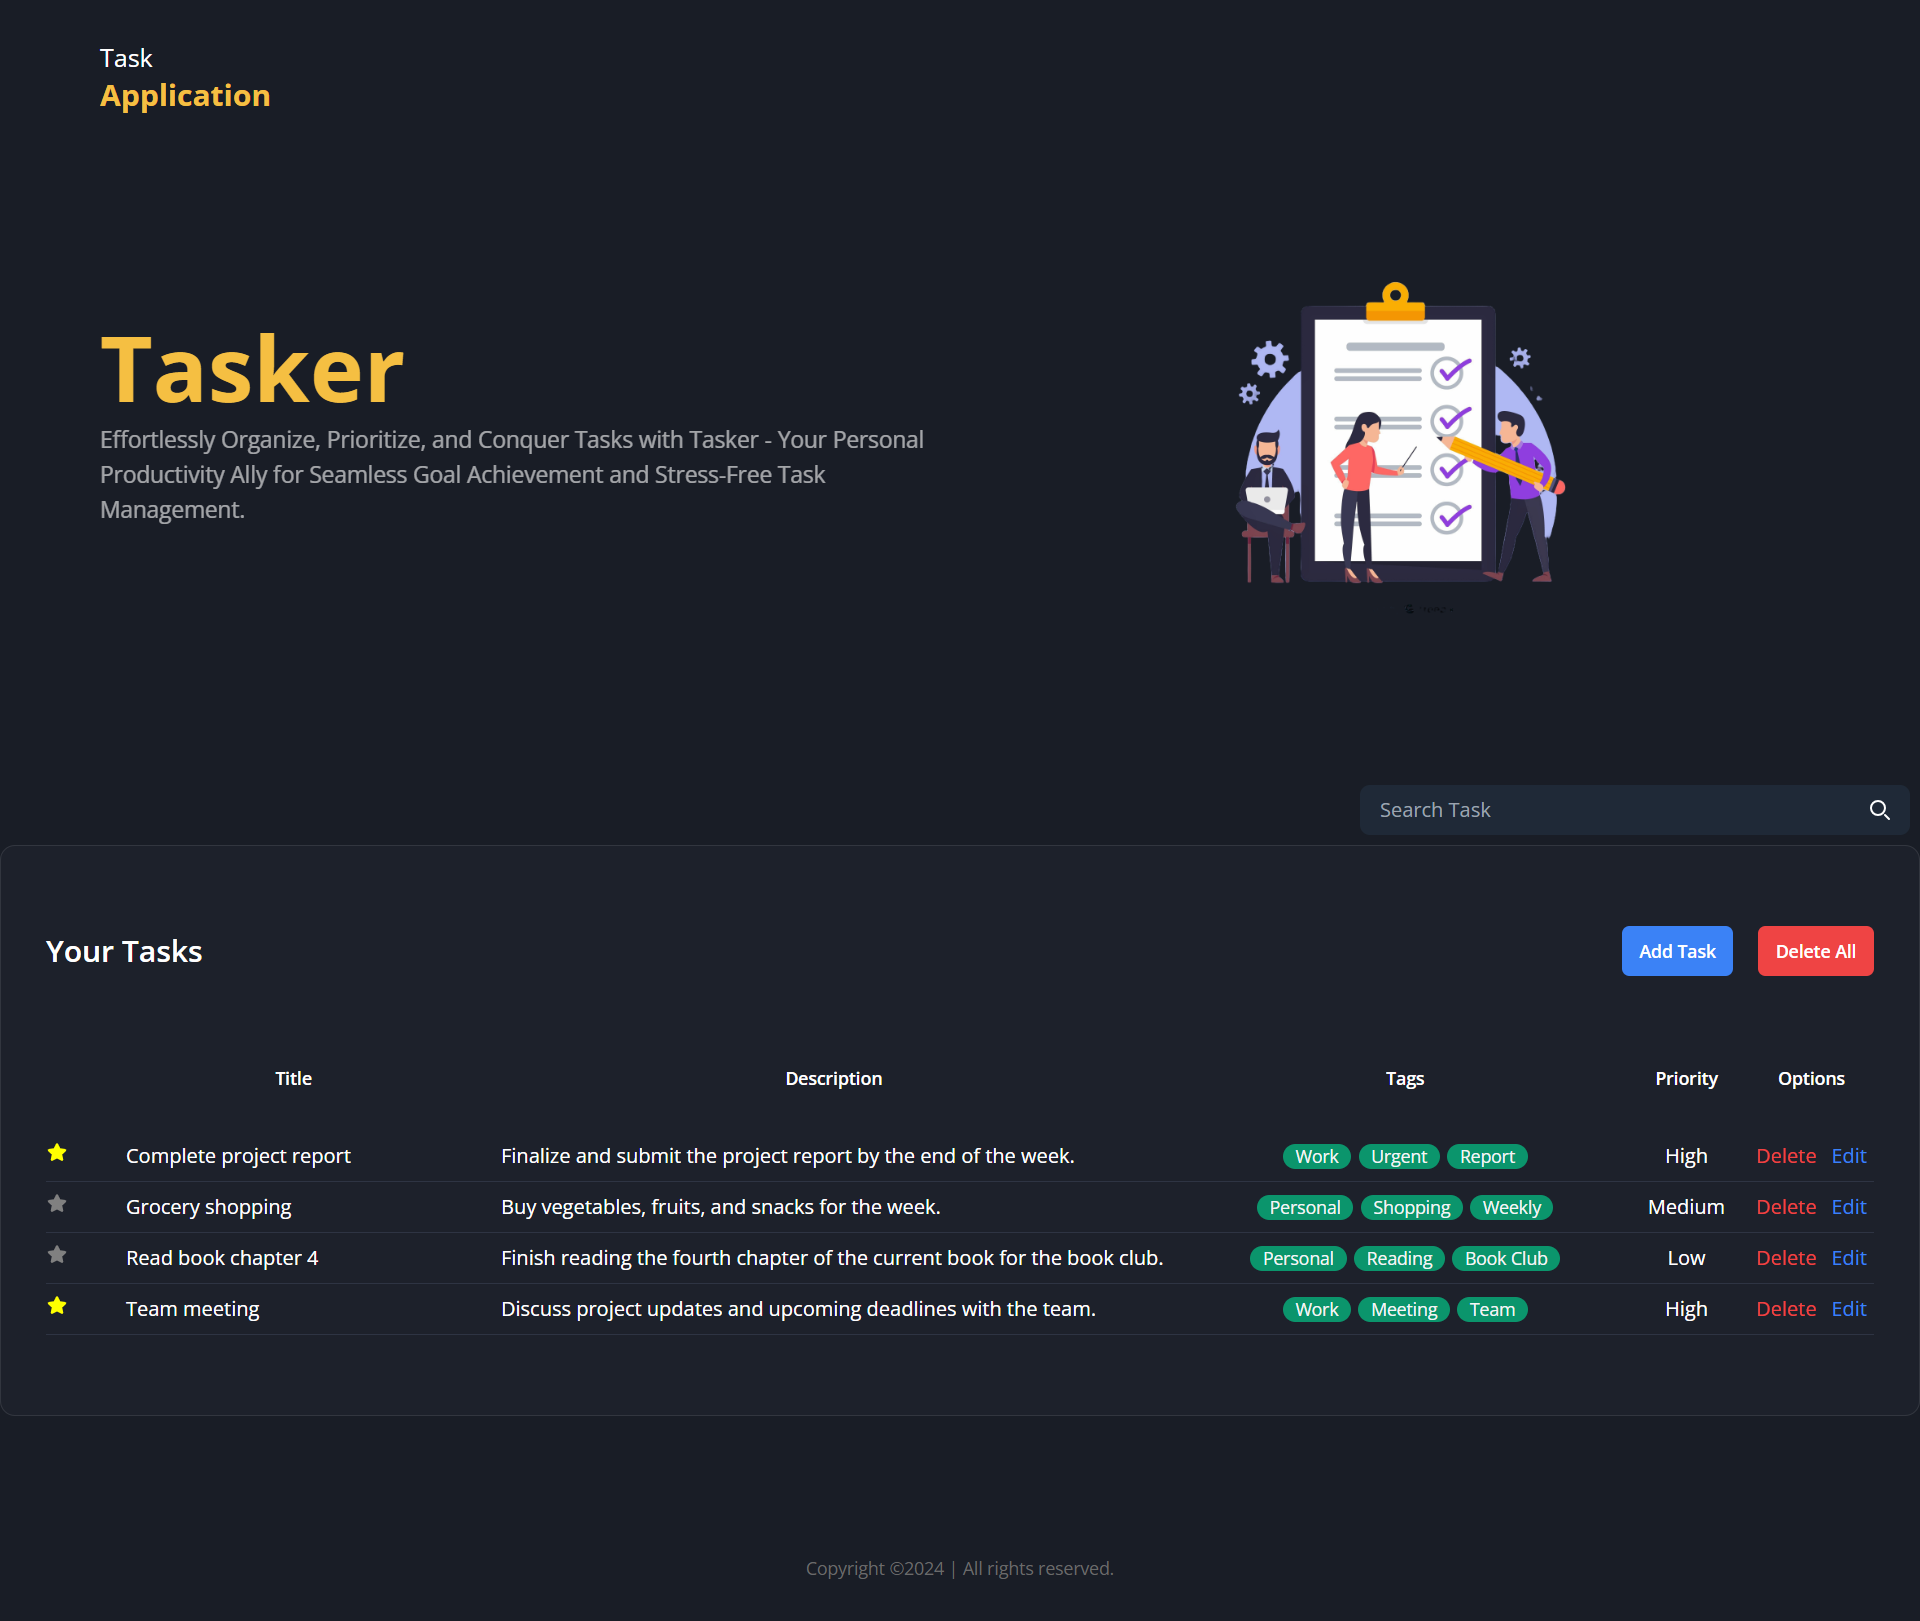 Task
Application
Tasker
Effortlessly Organize, Prioritize, and Conquer Tasks with Tasker - Your Personal
Productivity Ally for Seamless Goal Achievement and Stress-Free Task
Management.
Search Task
Your Tasks
Add Task
Delete All
Title Description Tags Priority Options
Complete project report Finalize and submit the project report by the end of the week. Work Urgent Report High Delete Edit
Grocery shopping Buy vegetables, fruits, and snacks for the week. Personal Shopping Weekly Medium Delete Edit
Read book chapter 4 Finish reading the fourth chapter of the current book for the book club. Personal Reading Book Club Low Delete Edit
Team meeting Discuss project updates and upcoming deadlines with the team. Work Meeting Team High Delete Edit
Copyright ©2024 | All rights reserved.